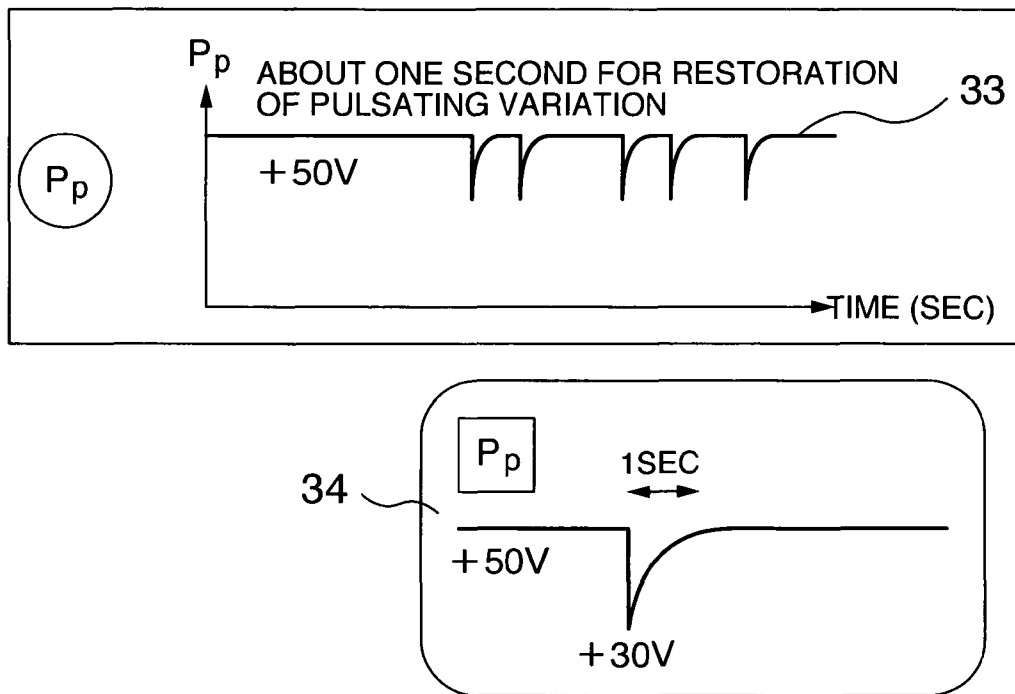 Pp
ABOUT ONE SECOND FOR RESTORATION
OF PULSATING VARIATION
33
Pp
+50V
TIME (SEC)
Pp
1SEC
34
+50V
+30V